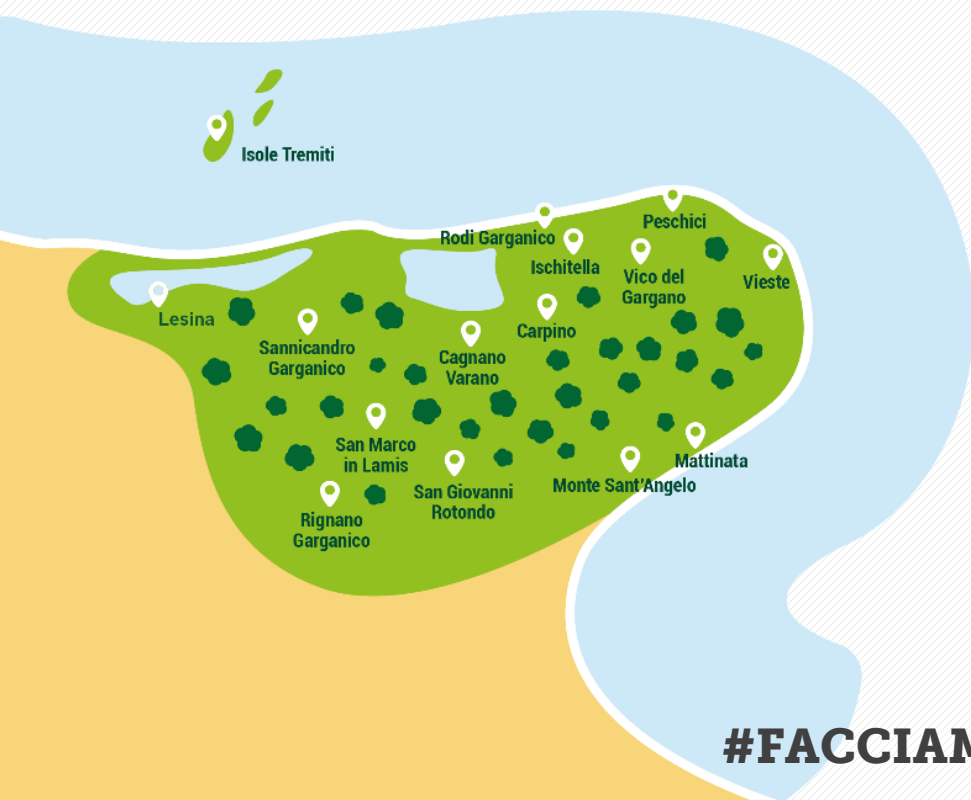 Isole Tremiti
Peschici
Rodi Garganico
Ischitella
Vico del
Gargano
Vieste
Lesina
Carpino
Sannicandro
Garganico
Cagnano
Varano
San Marco
in Lamis
Mattinata
San Giovanni
Rotondo
Monte Sant'Angelo
Rignano
Garganico
#FACCIAM